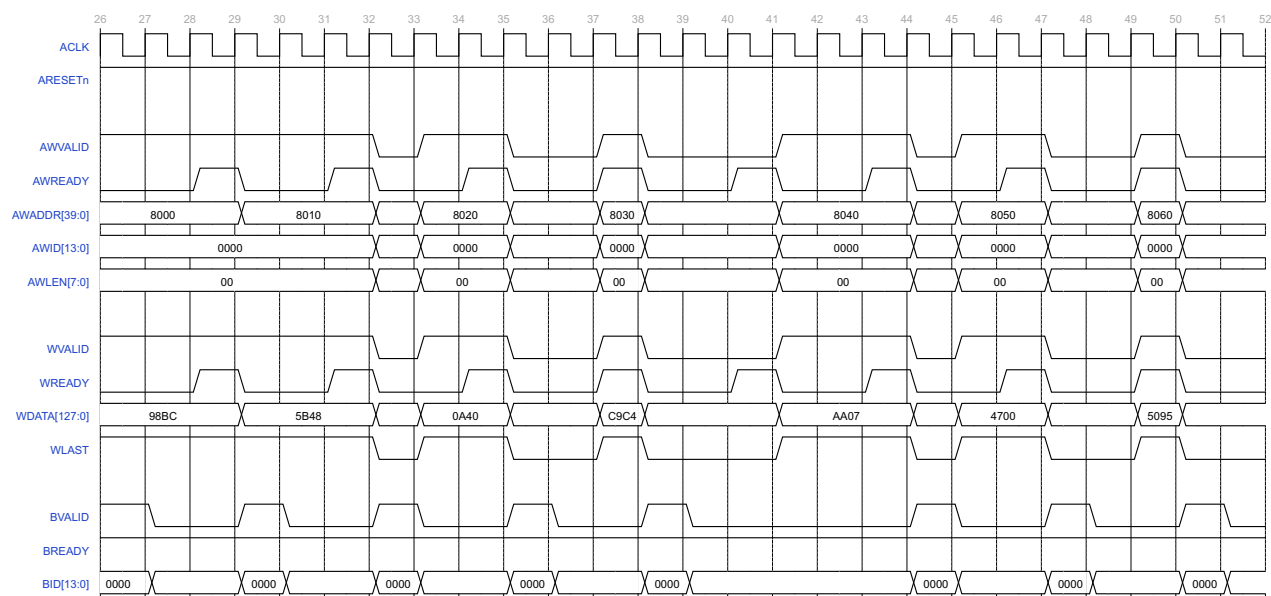 26 27 28 29 30 31 32 33 34 35 36 37 38 39 40 41 42 43 44 45 46 47 48 49 50 51 52
ACLK
ARESETn
AWVALID
AWREADY
AWADDR[39:0] 8000 8010 8020 8030 8040 8050 8060
AWID[13:0] 0000 0000 0000 0000 0000 0000
AWLEN[7:0] 00 00 00 00 00 00
WVALID
WREADY
WDATA[127:0] 98BC 5B48 0A40 C9C4 AA07 4700 5095
WLAST
BVALID
BREADY
BID[13:0] 0000 0000 0000 0000 0000 0000 0000 0000